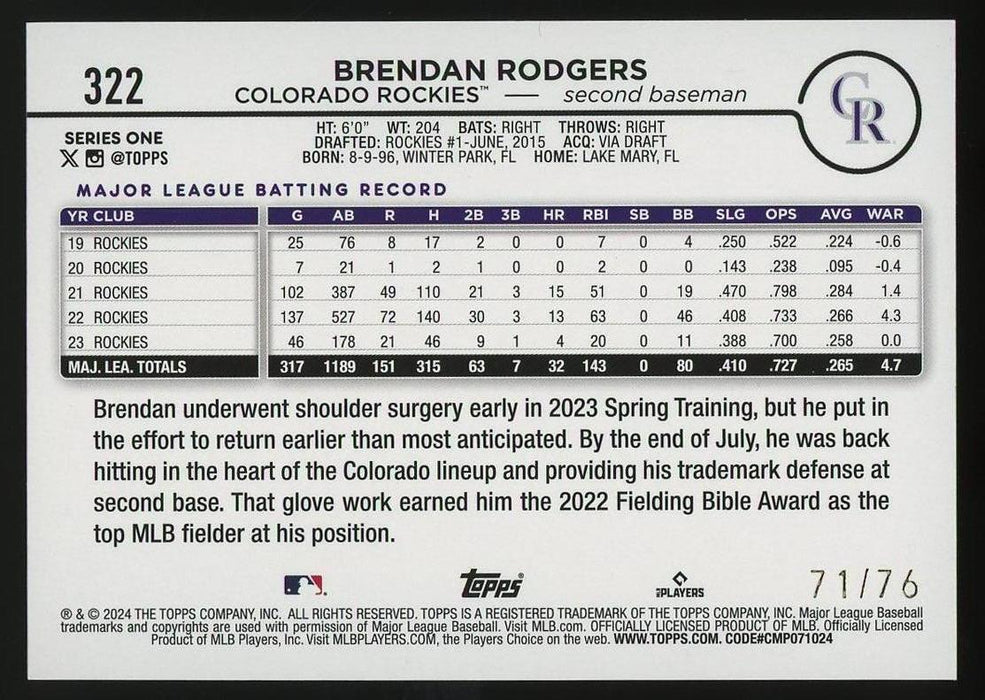 322
BRENDAN RODGERS
COLORADO ROCKIES™ — second baseman
CR
SERIES ONE
@TOPPS
HT: 6'0" WT: 204 BATS: RIGHT THROWS: RIGHT
DRAFTED: ROCKIES #1-JUNE, 2015 ACQ: VIA DRAFT
BORN: 8-9-96, WINTER PARK, FL HOME: LAKE MARY, FL
MAJOR LEAGUE BATTING RECORD
YR CLUB G AB R H 2B 3B HR RBI SB BB SLG OPS AVG WAR
19 ROCKIES 25 76 8 17 2 0 0 7 0 4 .250 .522 .224 -0.6
20 ROCKIES 7 21 1 2 1 0 0 2 0 0 .143 .238 .095 -0.4
21 ROCKIES 102 387 49 110 21 3 15 51 0 19 .470 .798 .284 1.4
22 ROCKIES 137 527 72 140 30 3 13 63 0 46 .408 .733 .266 4.3
23 ROCKIES 46 178 21 46 9 1 4 20 0 11 .388 .700 .258 0.0
MAJ. LEA. TOTALS 317 1189 151 315 63 7 32 143 0 80 .410 .727 .265 4.7
Brendan underwent shoulder surgery early in 2023 Spring Training, but he put in
the effort to return earlier than most anticipated. By the end of July, he was back
hitting in the heart of the Colorado lineup and providing his trademark defense at
second base. That glove work earned him the 2022 Fielding Bible Award as the
top MLB fielder at his position.
Topps®
PLAYERS
71/76
® & © 2024 THE TOPPS COMPANY, INC. ALL RIGHTS RESERVED. TOPPS IS A REGISTERED TRADEMARK OF THE TOPPS COMPANY, INC. Major League Baseball
trademarks and copyrights are used with permission of Major League Baseball. Visit MLB.com. OFFICIALLY LICENSED PRODUCT OF MLB. Officially Licensed
Product of MLB Players, Inc. Visit MLBPLAYERS.COM, the Players Choice on the web. WWW.TOPPS.COM. CODE#CMP071024